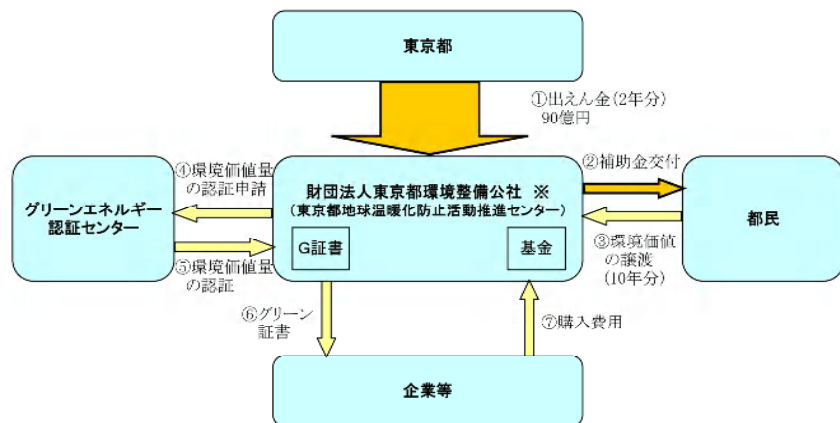 東京都
①出えん金(2年分)
90億円
②補助金交付
④環境価値量
の認証申請
財団法人東京都環境整備公社 ※
(東京都地球温暖化防止活動推進センター)
グリーンエネルギー
認証センター
都民
G証書
基金
③環境価値
の譲渡
(10年分)
⑤環境価値量
の認証
⑥グリーン
証書
⑦購入費用
企業等